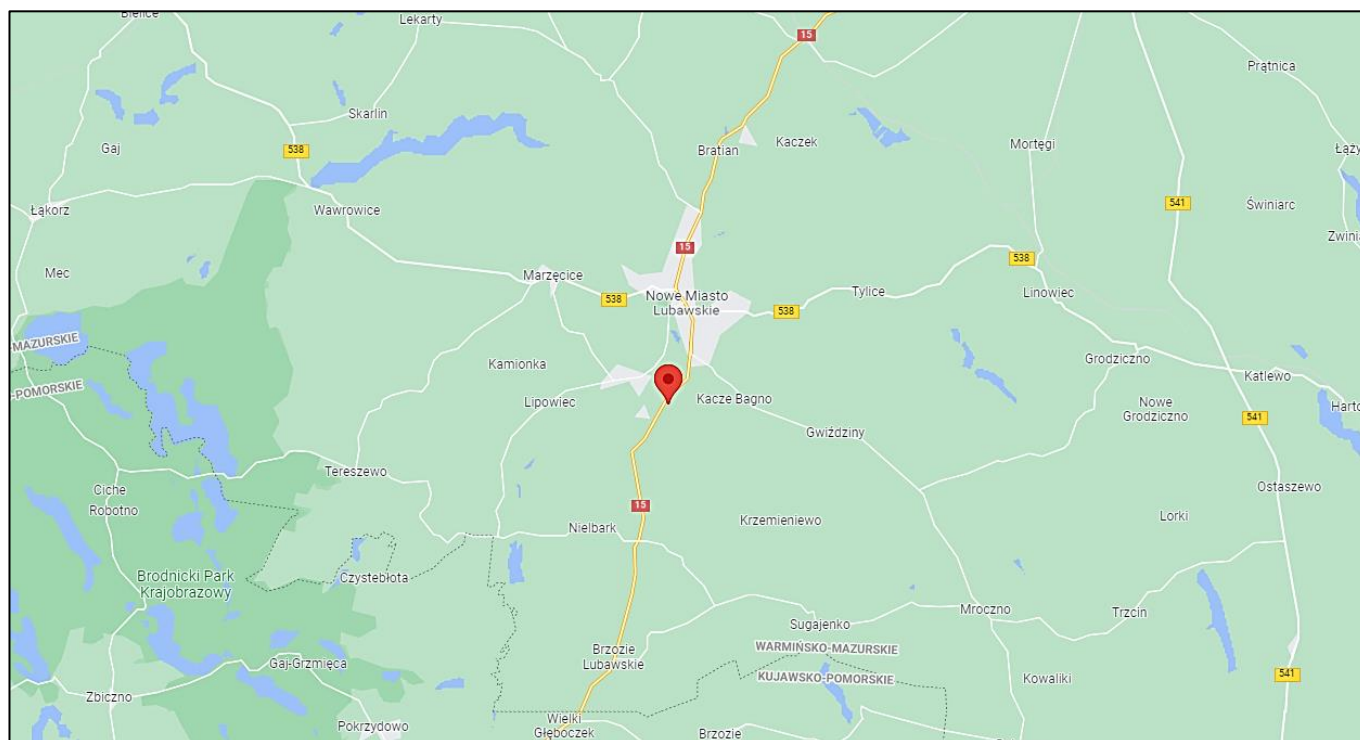 Bielice
Lekarty
15
Prątnica
Skarlin
Gaj
538
Bratian
Kaczek
Mortęgi
Łąkorz
Wawrowice
541
Świniarc
Mec
Marzęcice
15
538
Nowe Miasto
Lubawskie
538
Tylice
538
Linowiec
-MAZURSKIE
-POMORSKIE
Kamionka
Lipowiec
Kacze Bagno
Grodziczno
Katlewo
Nowe
Grodziczno
541
Gwiździny
Tereszewo
Ciche
Robotno
15
Ostaszewo
Nielbark
Krzemieniewo
Lorki
Brodnicki Park
Krajobrazowy
Czystebłota
Mroczno
Trzcin
Sugajenko
WARMIŃSKO-MAZURSKIE
KUJAWSKO-POMORSKIE
Brzozie
Lubawskie
Gaj-Grzmięca
Zbiczno
Kowaliki
541
Pokrzydowo
Wielki
Głęboczek
Brzozie